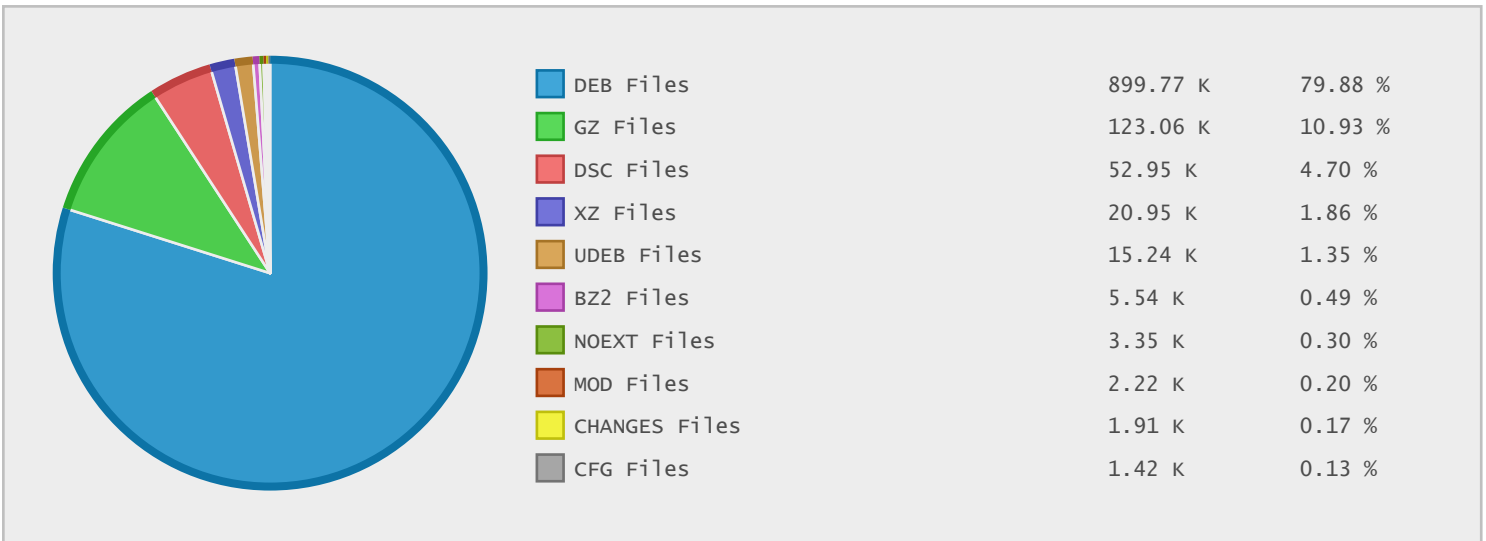 DEB Files 899.77 K 79.88 %
GZ Files 123.06 K 10.93 %
DSC Files 52.95 K 4.70 %
XZ Files 20.95 K 1.86 %
UDEB Files 15.24 K 1.35 %
BZ2 Files 5.54 K 0.49 %
NOEXT Files 3.35 K 0.30 %
MOD Files 2.22 K 0.20 %
CHANGES Files 1.91 K 0.17 %
CFG Files 1.42 K 0.13 %